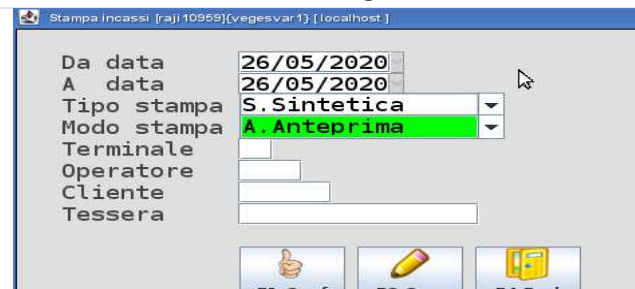 Stampa incassi [raji10959]{vegesvar1} [localhost]
Da data 26/05/2020
A data 26/05/2020
Tipo stampa S.Sintetica
Modo stampa A.Anteprima
Terminale
Operatore
Cliente
Tessera